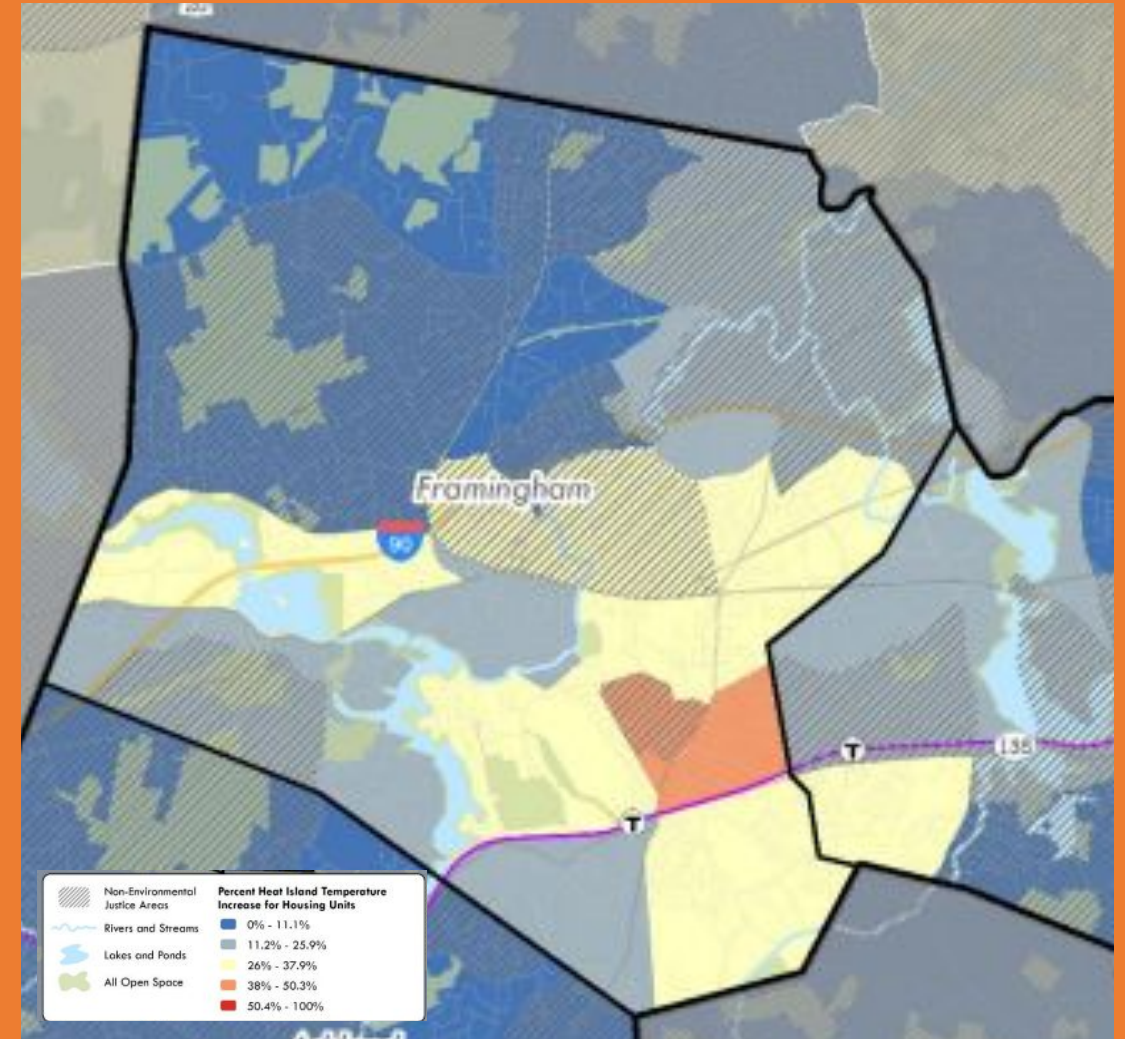 Framingham
90
T
135
T
Non-Environmental
Justice Areas
Rivers and Streams
Lakes and Ponds
All Open Space
Percent Heat Island Temperature
Increase for Housing Units
0% - 11.1%
11.2% - 25.9%
26% - 37.9%
38% - 50.3%
50.4% - 100%